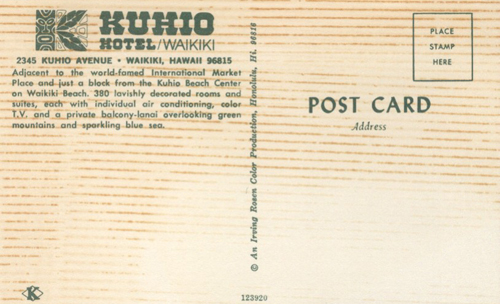 KUHIO
HOTEL/WAIKIKI
2345 KUHIO AVENUE • WAIKIKI, HAWAII 96815
Adjacent to the world-famed International Market
Place and just a block from the Kuhio Beach Center
on Waikiki Beach. 380 lavishly decorated rooms and
suites, each with individual air conditioning, color
T.V. and a private balcony-lanai overlooking green
mountains and sparkling blue sea.
© An Irving Rosen Color Production, Honolulu, Hi. 96816
PLACE
STAMP
HERE
POST CARD
Address
K
123920